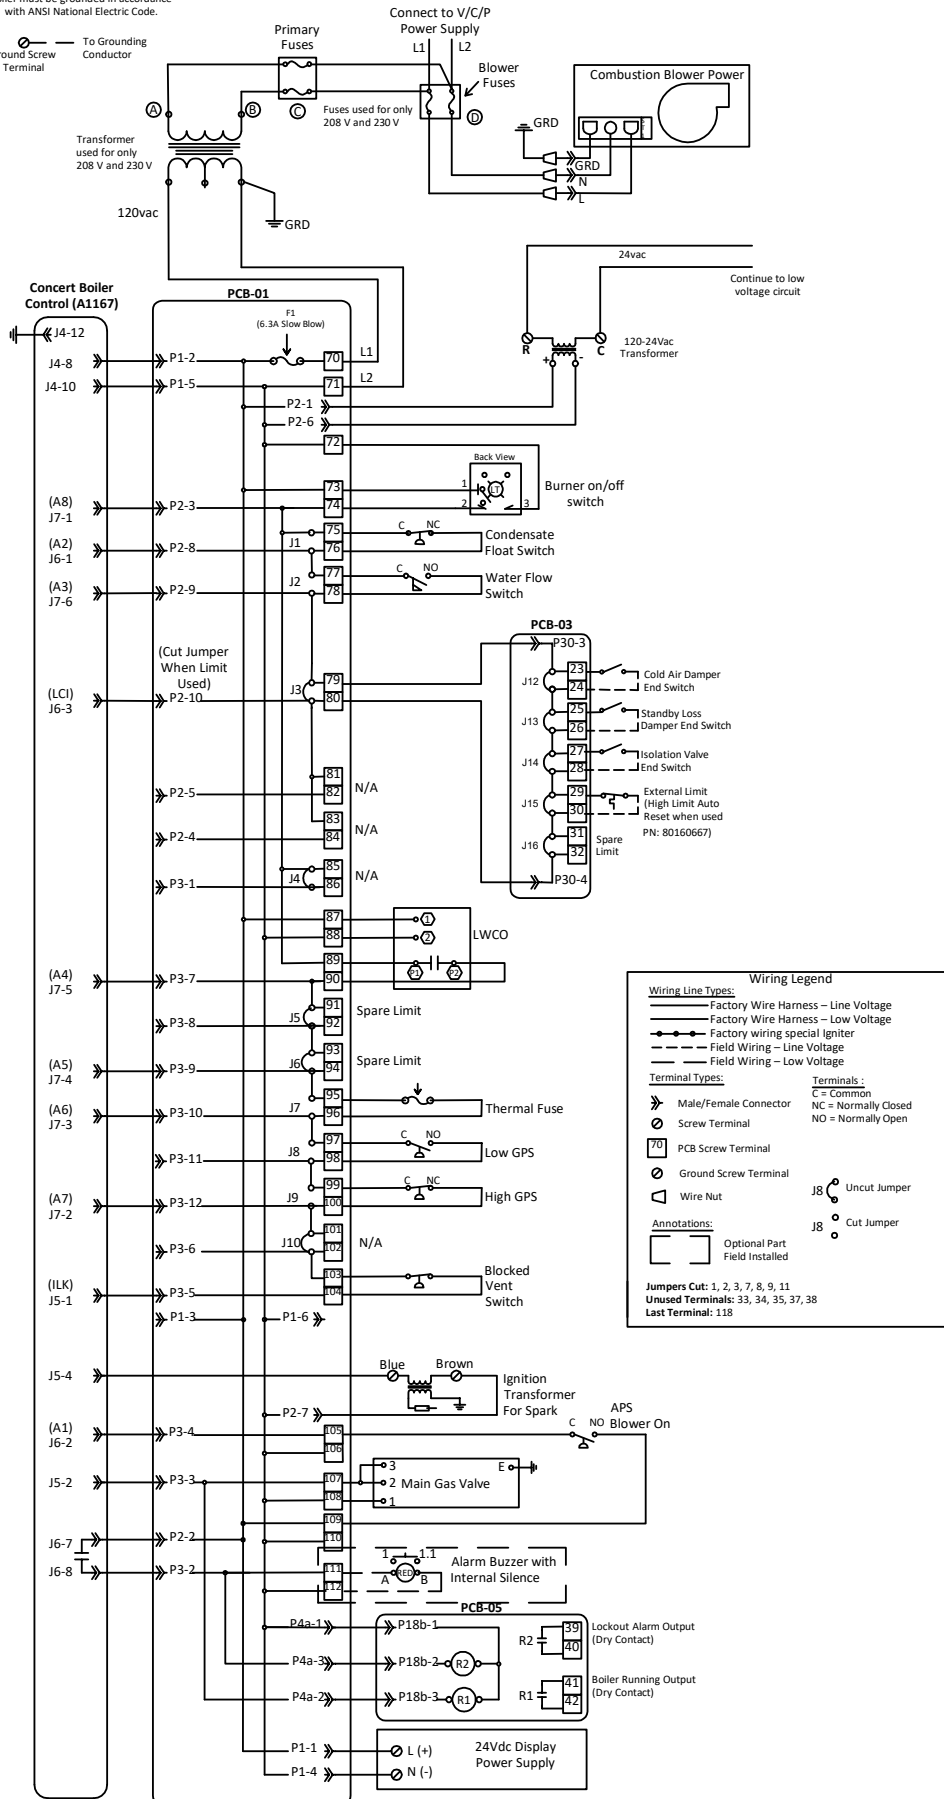 with ANSI National Electric Code.
To Grounding
Conductor
Ground Screw
Terminal
Primary
Fuses
Connect to V/C/P
Power Supply
L1
L2
Blower
Fuses
A
B
C
D
Fuses used for only
208 V and 230 V
Transformer
used for only
208 V and 230 V
120vac
GRD
Combustion Blower Power
GRD
GRD
N
L
24vac
Continue to low
voltage circuit
R
C
120-24Vac
Transformer
+
-
Concert Boiler
Control (A1167)
PCB-01
F1
(6.3A Slow Blow)
J4-12
J4-8
P1-2
70
L1
J4-10
P1-5
71
L2
P2-1
P2-6
72
Back View
LT
1
2
3
Burner on/off
switch
73
(A8)
J7-1
P2-3
74
75
C
NC
Condensate
Float Switch
(A2)
J6-1
P2-8
J1
76
77
C
NO
Water Flow
Switch
(A3)
J7-6
P2-9
J2
78
(Cut Jumper
When Limit
Used)
(LCI)
J6-3
P2-10
J3
79
80
81
P2-5
82
N/A
83
P2-4
84
N/A
85
P3-1
J4
86
N/A
87
1
88
2
LWCO
89
P1
P2
(A4)
J7-5
P3-7
90
91
Spare Limit
P3-8
J5
92
93
Spare Limit
(A5)
J7-4
P3-9
J6
94
95
Thermal Fuse
(A6)
J7-3
P3-10
J7
96
97
C
NO
Low GPS
P3-11
J8
98
99
C
NC
High GPS
(A7)
J7-2
P3-12
J9
100
101
P3-6
J10
102
N/A
103
Blocked
Vent
Switch
(ILK)
J5-1
P3-5
104
P1-3
P1-6
PCB-03
P30-3
J12
23
24
Cold Air Damper
End Switch
J13
25
26
Standby Loss
Damper End Switch
J14
27
28
Isolation Valve
End Switch
J15
29
30
External Limit
(High Limit Auto
Reset when used
PN: 80160667)
J16
31
32
Spare
Limit
P30-4
Wiring Legend
Wiring Line Types:
Factory Wire Harness – Line Voltage
Factory Wire Harness – Low Voltage
Factory wiring special Igniter
Field Wiring – Line Voltage
Field Wiring – Low Voltage
Terminal Types:
Male/Female Connector
Screw Terminal
70
PCB Screw Terminal
Ground Screw Terminal
Wire Nut
Terminals :
C = Common
NC = Normally Closed
NO = Normally Open
J8
Uncut Jumper
J8
Cut Jumper
Annotations:
Optional Part
Field Installed
Jumpers Cut: 1, 2, 3, 7, 8, 9, 11
Unused Terminals: 33, 34, 35, 37, 38
Last Terminal: 118
J5-4
Blue
Brown
Ignition
Transformer
For Spark
P2-7
APS
Blower On
C
NO
(A1)
J6-2
P3-4
105
106
J5-2
P3-3
107
108
3
2
1
Main Gas Valve
E
109
J6-7
P2-2
110
J6-8
P3-2
111
112
1
1.1
A
RED
B
Alarm Buzzer with
Internal Silence
PCB-05
P4a-1
P18b-1
P4a-3
P18b-2
R2
P4a-2
P18b-3
R1
R2
39
40
Lockout Alarm Output
(Dry Contact)
R1
41
42
Boiler Running Output
(Dry Contact)
P1-1
L (+)
P1-4
N (-)
24Vdc Display
Power Supply